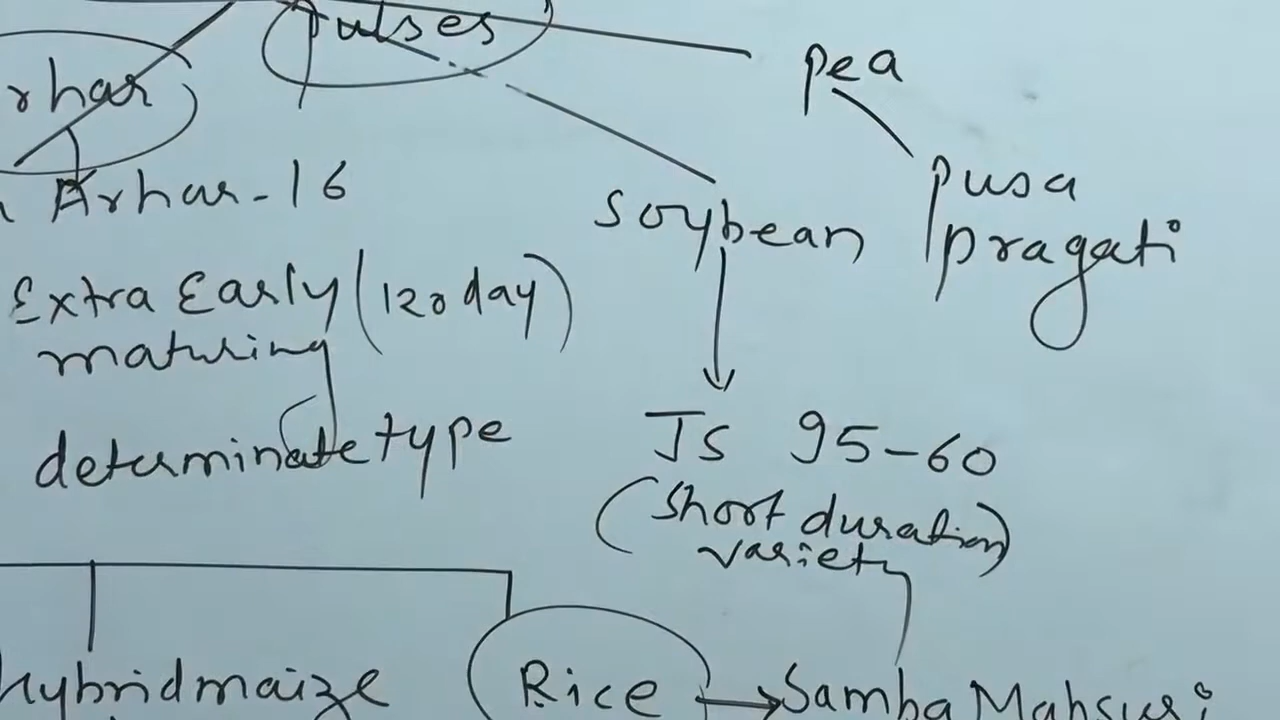 Pulses
pea
rhar
pusa
pragati
Arhar-16
soybean
Extra Early (120 day)
maturing
determinate type
JS 95-60
(short duration)
variety
hybrid maize
Rice → Samba Mahsuri